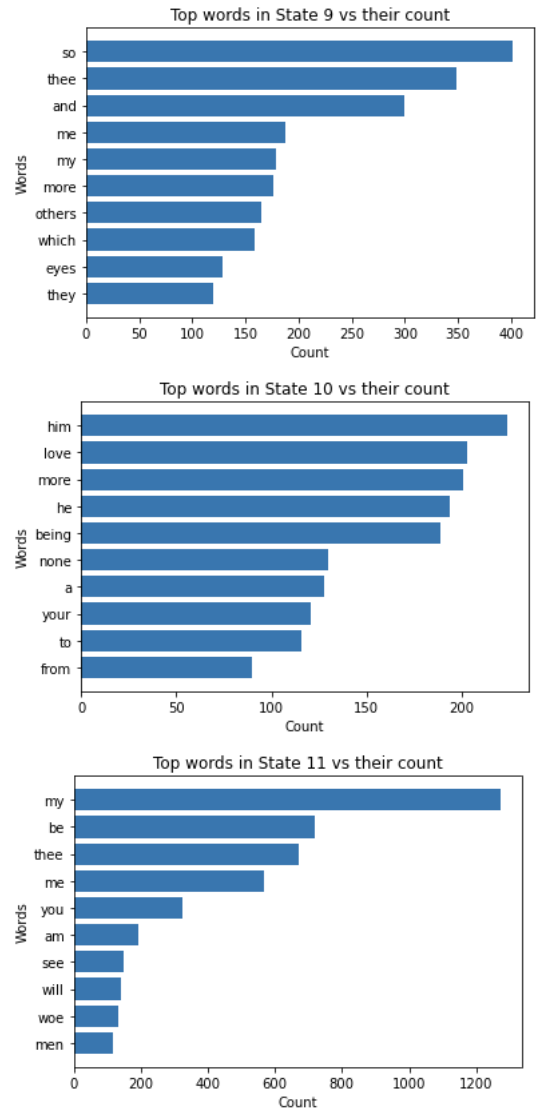 Top words in State 9 vs their count
so
thee
and
me
my
more
others
which
eyes
they
Words
0 50 100 150 200 250 300 350 400
Count
Top words in State 10 vs their count
him
love
more
he
being
none
a
your
to
from
Words
0 50 100 150 200
Count
Top words in State 11 vs their count
my
be
thee
me
you
am
see
will
woe
men
Words
0 200 400 600 800 1000 1200
Count